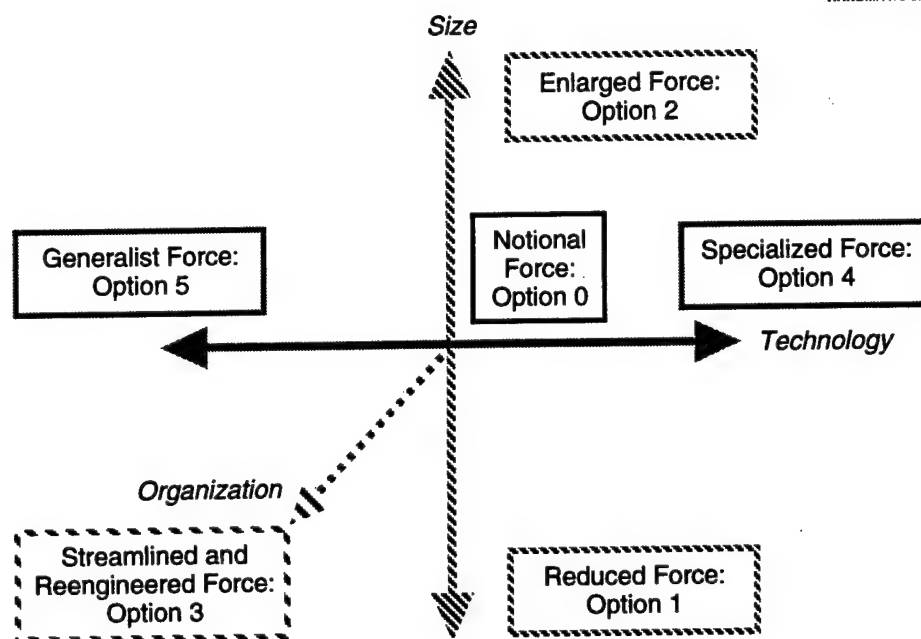 Size
Enlarged Force:
Option 2
Generalist Force:
Option 5
Notional
Force:
Option 0
Specialized Force:
Option 4
Technology
Organization
Streamlined and
Reengineered Force:
Option 3
Reduced Force:
Option 1